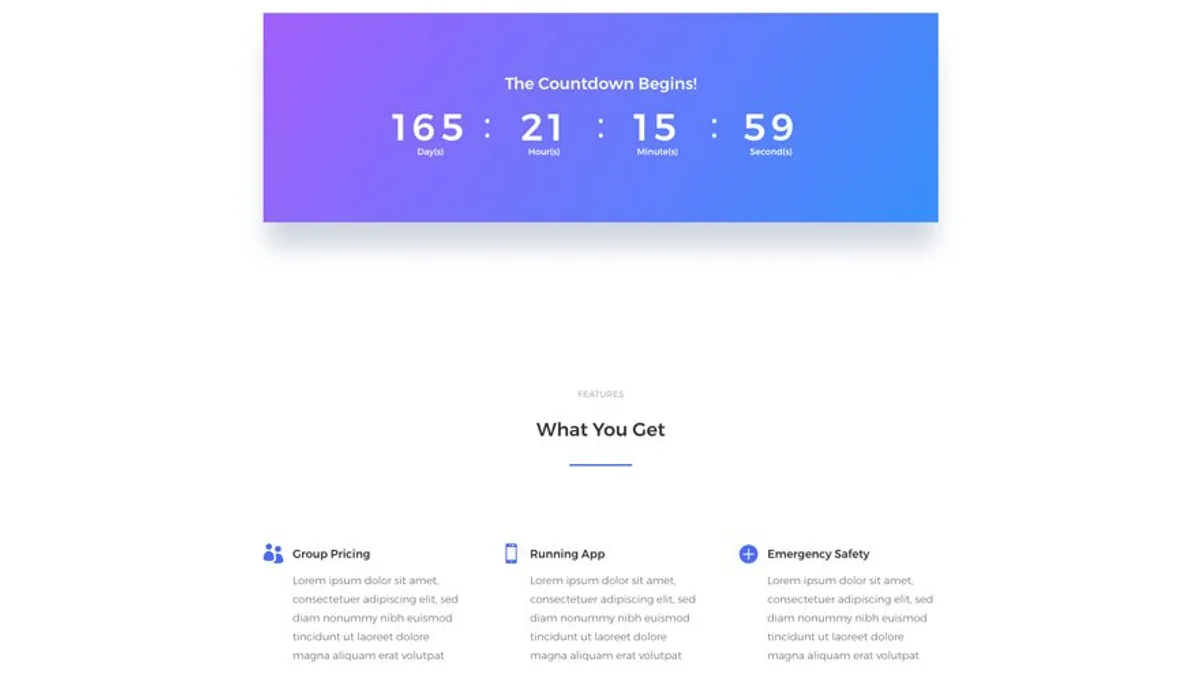 The Countdown Begins!
165 : 21 : 15 : 59
Day(s) Hour(s) Minute(s) Second(s)
FEATURES
What You Get
Group Pricing
Lorem ipsum dolor sit amet,
consectetuer adipiscing elit, sed
diam nonummy nibh euismod
tincidunt ut laoreet dolore
magna aliquam erat volutpat
Running App
Lorem ipsum dolor sit amet,
consectetuer adipiscing elit, sed
diam nonummy nibh euismod
tincidunt ut laoreet dolore
magna aliquam erat volutpat
Emergency Safety
Lorem ipsum dolor sit amet,
consectetuer adipiscing elit, sed
diam nonummy nibh euismod
tincidunt ut laoreet dolore
magna aliquam erat volutpat